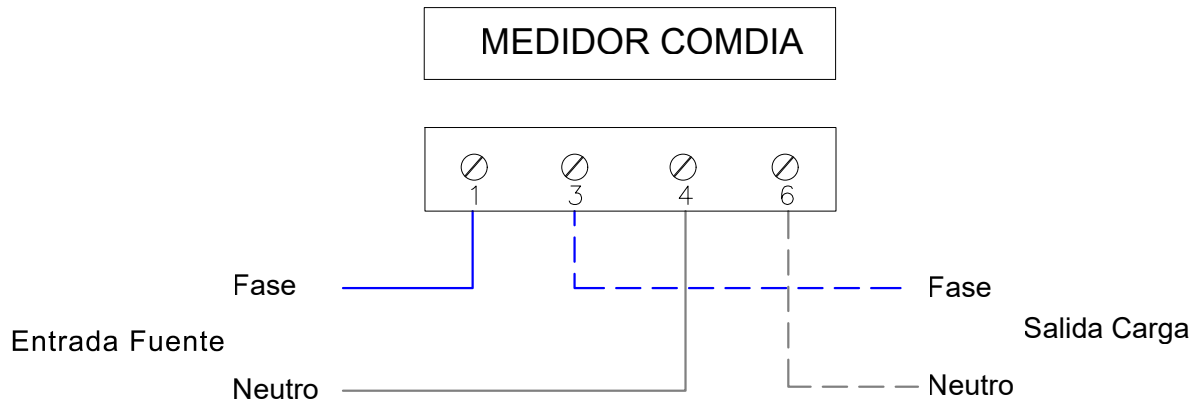 MEDIDOR COMDIA
1 3 4 6
Fase
Fase
Entrada Fuente
Salida Carga
Neutro
Neutro